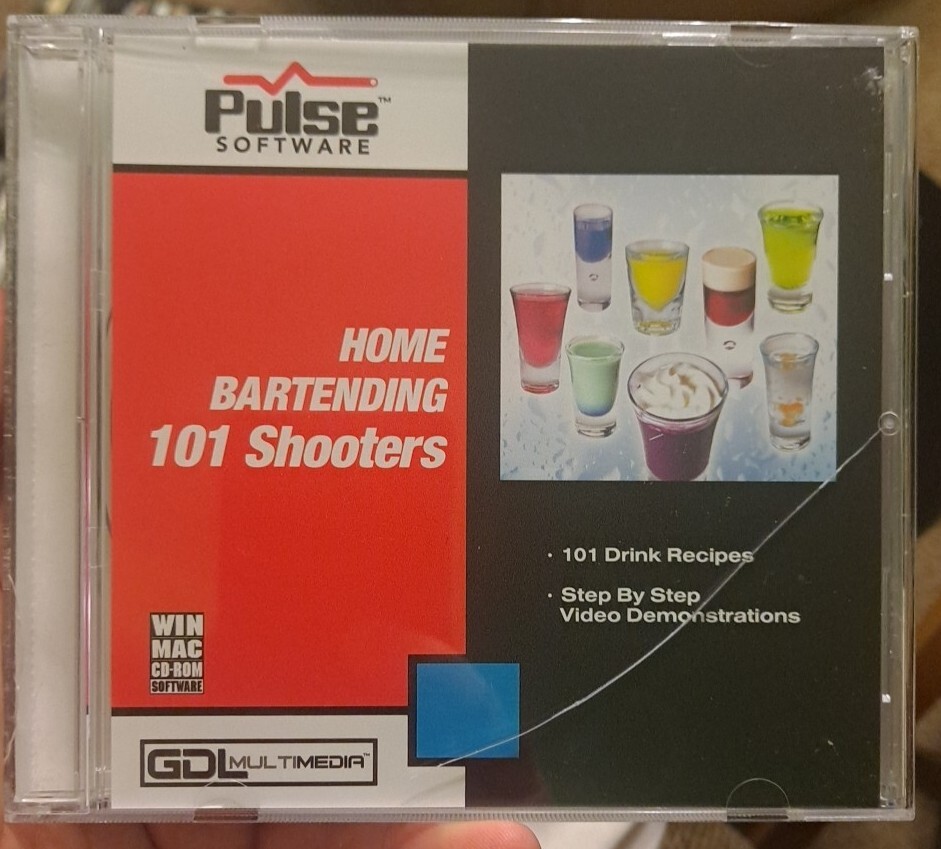 Pulse™
SOFTWARE
HOME
BARTENDING
101 Shooters
· 101 Drink Recipes
· Step By Step
Video Demonstrations
WIN
MAC
CD-ROM
SOFTWARE
GDL MULTIMEDIA™